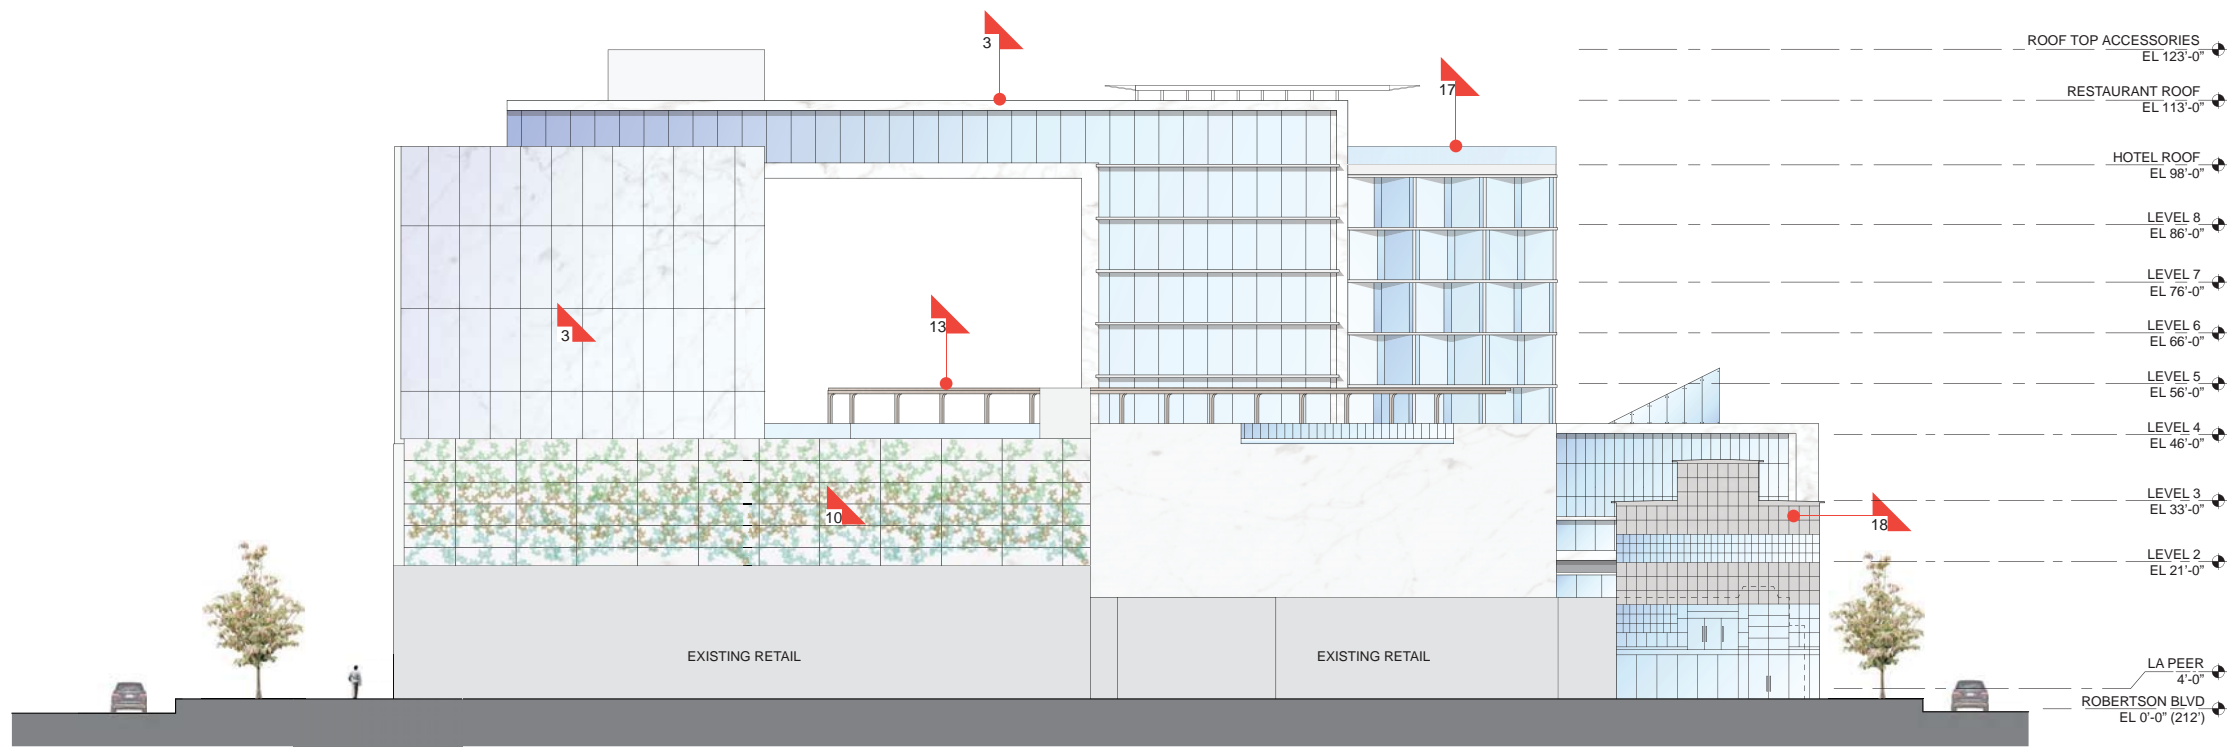 3
ROOF TOP ACCESSORIES
EL 123'-0"
17
RESTAURANT ROOF
EL 113'-0"
HOTEL ROOF
EL 98'-0"
LEVEL 8
EL 86'-0"
LEVEL 7
EL 76'-0"
3
13
LEVEL 6
EL 66'-0"
LEVEL 5
EL 56'-0"
LEVEL 4
EL 46'-0"
10
18
LEVEL 3
EL 33'-0"
LEVEL 2
EL 21'-0"
EXISTING RETAIL
EXISTING RETAIL
LA PEER
4'-0"
ROBERTSON BLVD
EL 0'-0" (212')